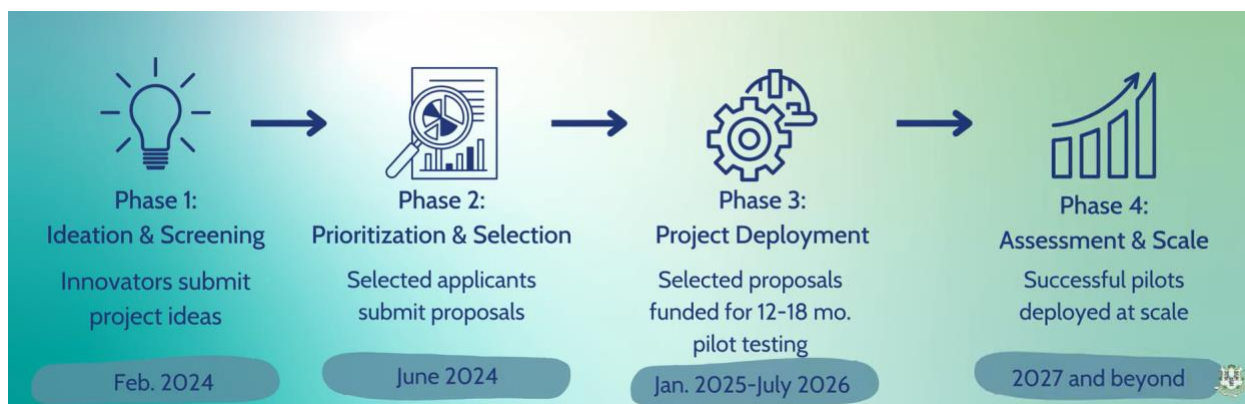 Phase 1:
Ideation & Screening
Innovators submit
project ideas
Feb. 2024
Phase 2:
Prioritization & Selection
Selected applicants
submit proposals
June 2024
Phase 3:
Project Deployment
Selected proposals
funded for 12-18 mo.
pilot testing
Jan. 2025-July 2026
Phase 4:
Assessment & Scale
Successful pilots
deployed at scale
2027 and beyond